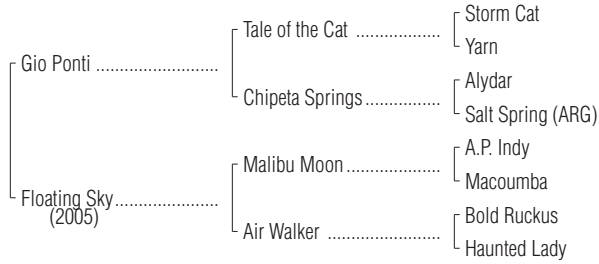 Storm Cat
Tale of the Cat ..................
Yarn
Gio Ponti ..........................
Alydar
Chipeta Springs................
Salt Spring (ARG)
A.P. Indy
Malibu Moon....................
Macoumba
Floating Sky......................
(2005)
Bold Ruckus
Air Walker ........................
Haunted Lady